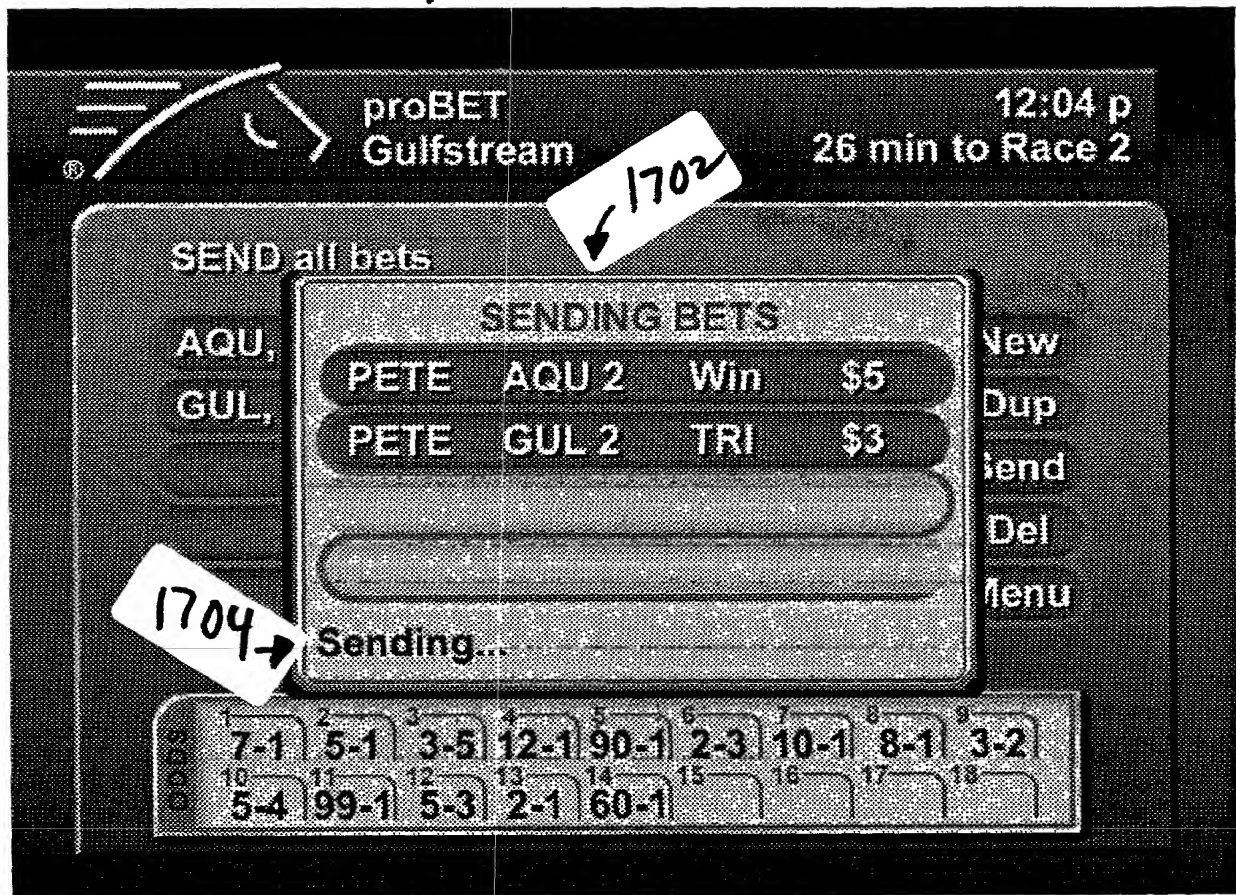 proBET
Gulfstream
12:04 p
26 min to Race 2
®
1702
SEND all bets
SENDING BETS
AQU,
PETE AQU 2 Win $5
New
GUL,
PETE GUL 2 TRI $3
Dup
Send
Del
Menu
1704
Sending...
ODDS
1 2 3 4 5 6 7 8 9
7-1 5-1 3-5 12-1 90-1 2-3 10-1 8-1 3-2
10 11 12 13 14 15 16 17 18
5-4 99-1 5-3 2-1 60-1